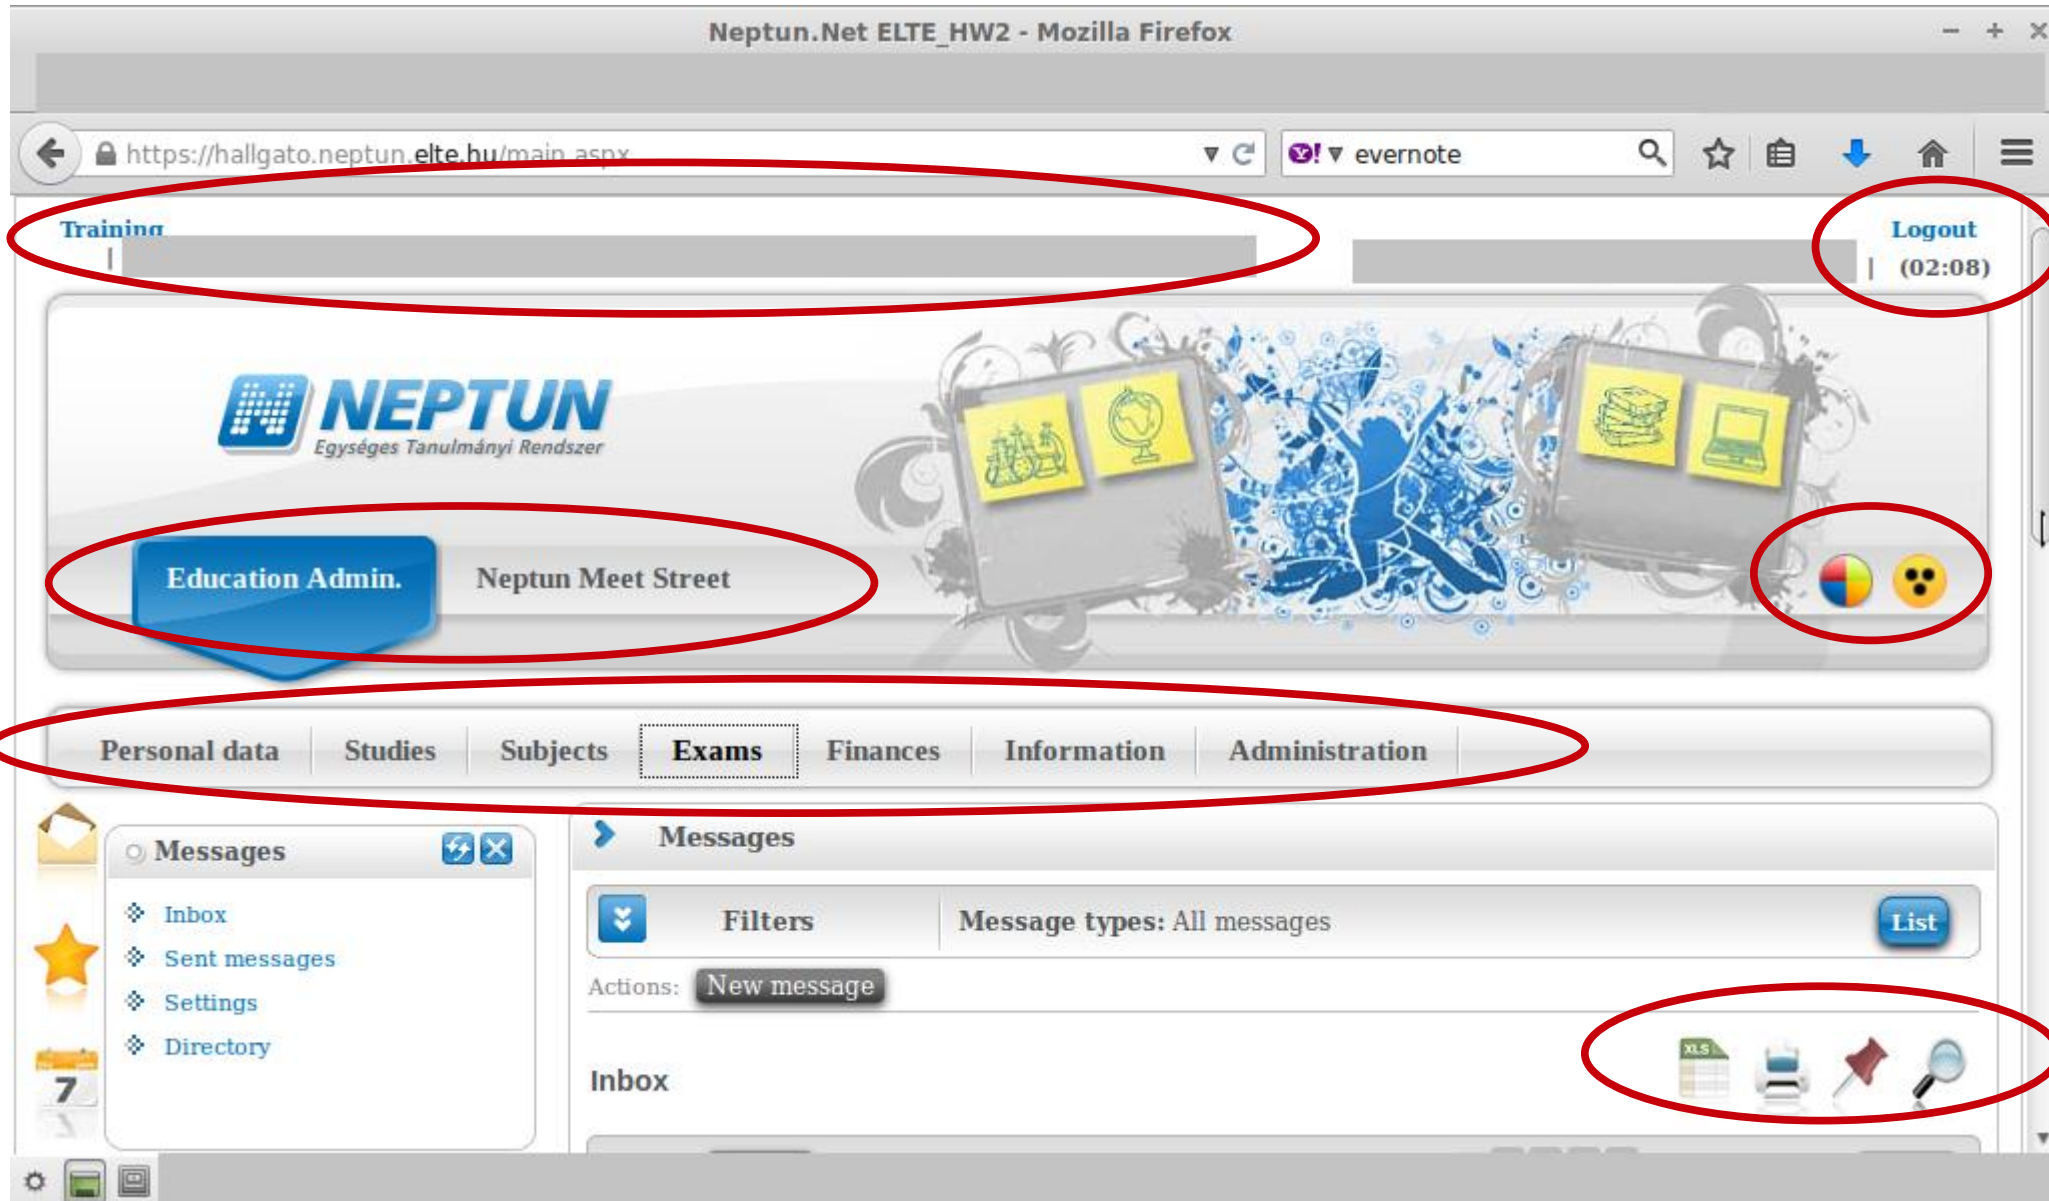 Neptun.Net ELTE_HW2 - Mozilla Firefox
https://hallgato.neptun.elte.hu/main.aspx
Y! evernote
Training
|
Logout
| (02:08)
NEPTUN
Egységes Tanulmányi Rendszer
Education Admin. Neptun Meet Street
Personal data Studies Subjects Exams Finances Information Administration
Messages
Inbox
Sent messages
Settings
Directory
7
Messages
Filters Message types: All messages List
Actions: New message
XLS
Inbox